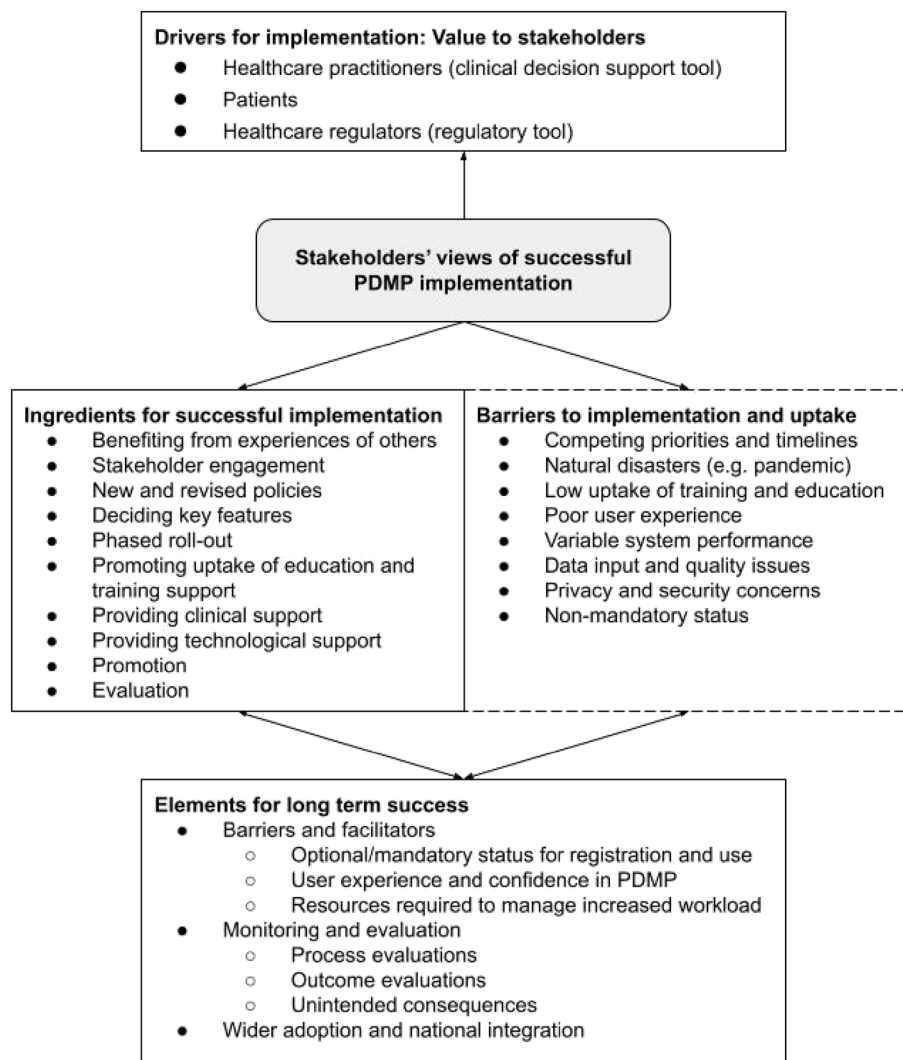 Drivers for implementation: Value to stakeholders
● Healthcare practitioners (clinical decision support tool)
● Patients
● Healthcare regulators (regulatory tool)
Stakeholders' views of successful
PDMP implementation
Ingredients for successful implementation
● Benefiting from experiences of others
● Stakeholder engagement
● New and revised policies
● Deciding key features
● Phased roll-out
● Promoting uptake of education and
training support
● Providing clinical support
● Providing technological support
● Promotion
● Evaluation
Barriers to implementation and uptake
● Competing priorities and timelines
● Natural disasters (e.g. pandemic)
● Low uptake of training and education
● Poor user experience
● Variable system performance
● Data input and quality issues
● Privacy and security concerns
● Non-mandatory status
Elements for long term success
● Barriers and facilitators
○ Optional/mandatory status for registration and use
○ User experience and confidence in PDMP
○ Resources required to manage increased workload
● Monitoring and evaluation
○ Process evaluations
○ Outcome evaluations
○ Unintended consequences
● Wider adoption and national integration